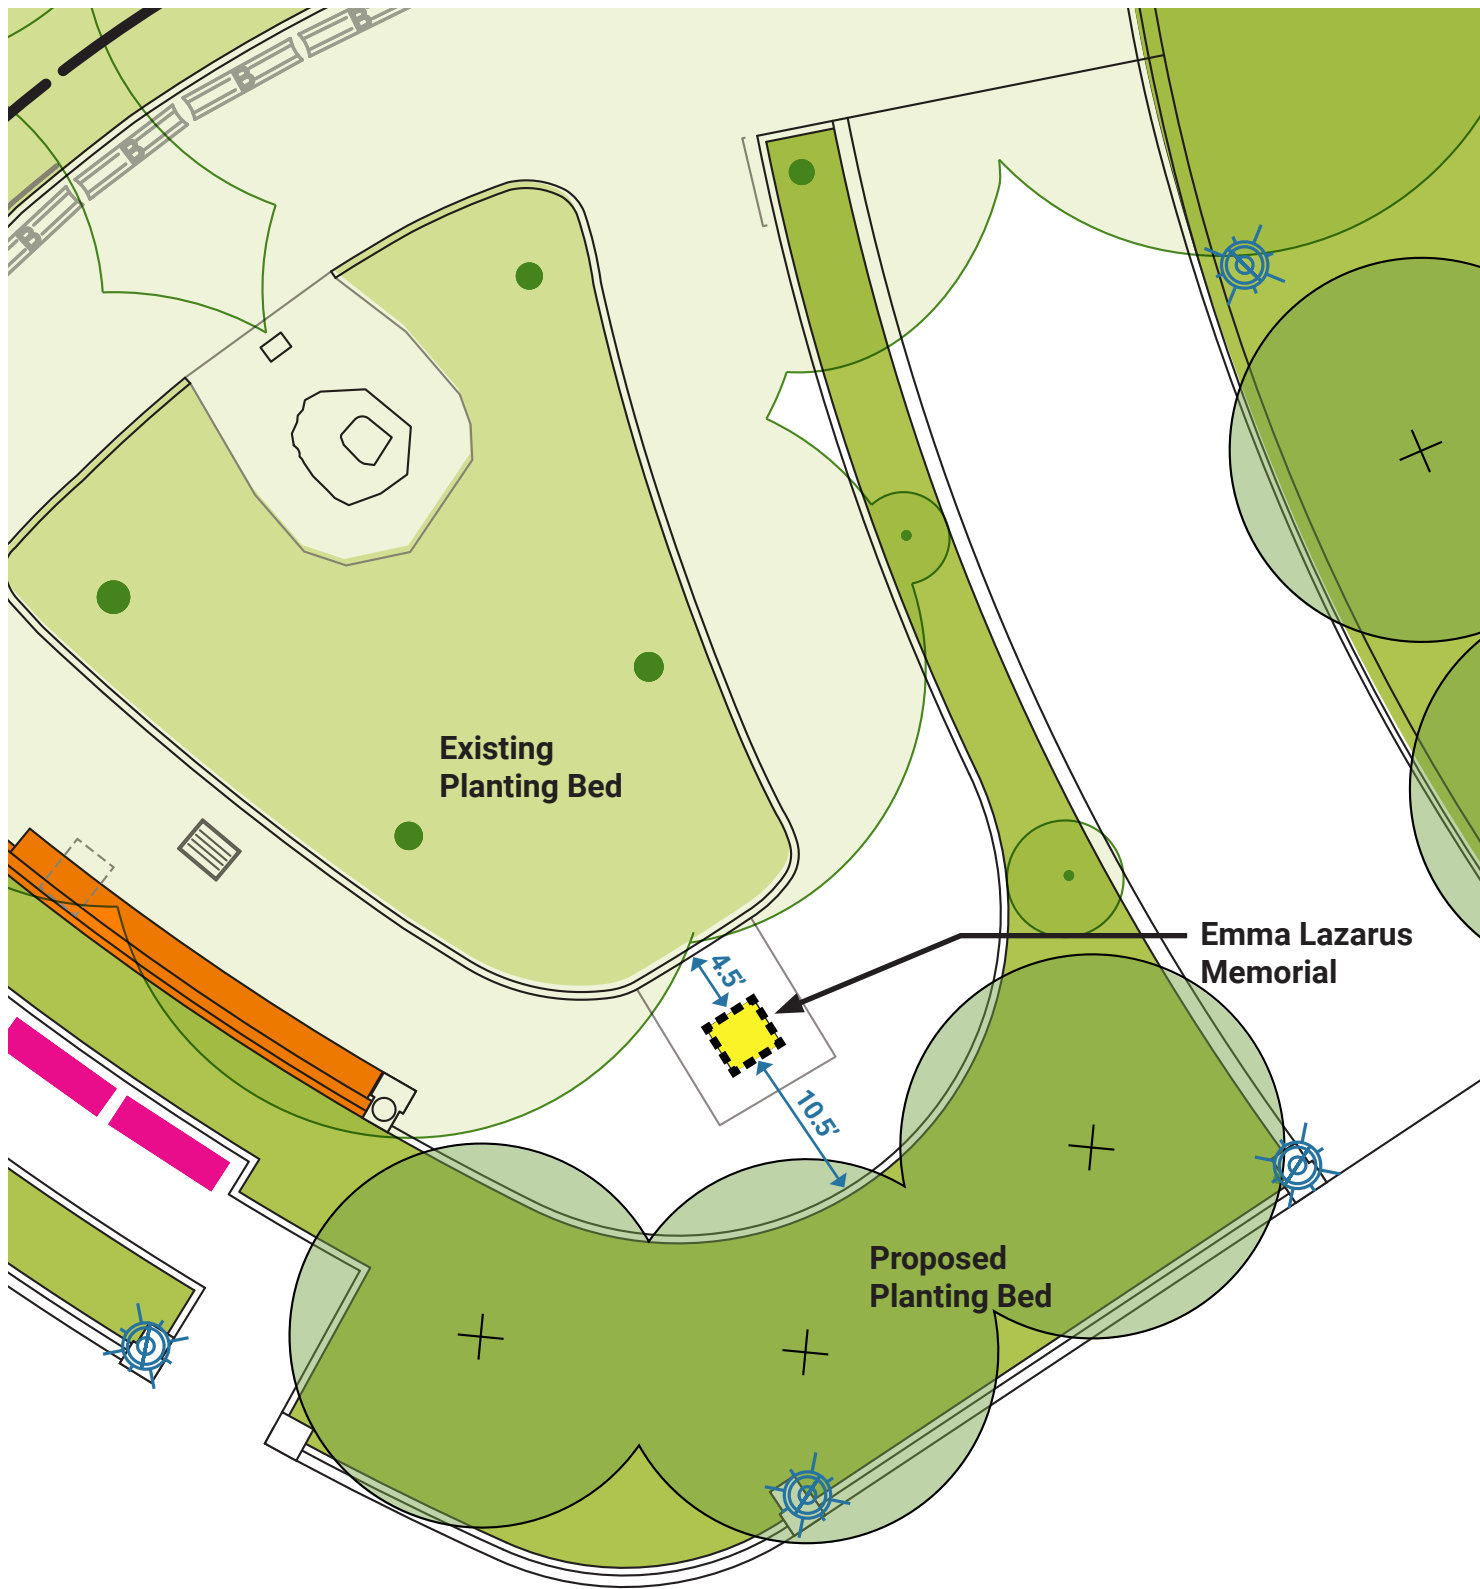 B
B
B
B
Existing
Planting Bed
4.5'
Emma Lazarus
Memorial
10.5'
Proposed
Planting Bed